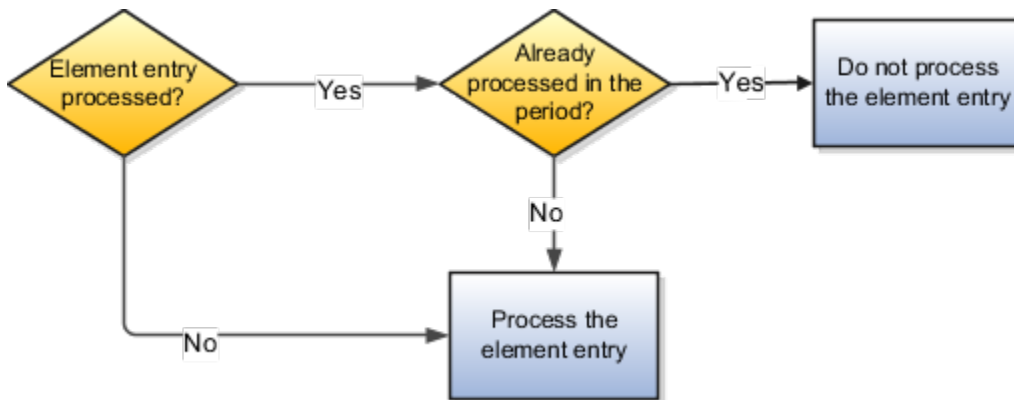 Element entry
processed?
Yes
Already
processed in the
period?
Yes
Do not process
the element entry
No
No
Process the
element entry